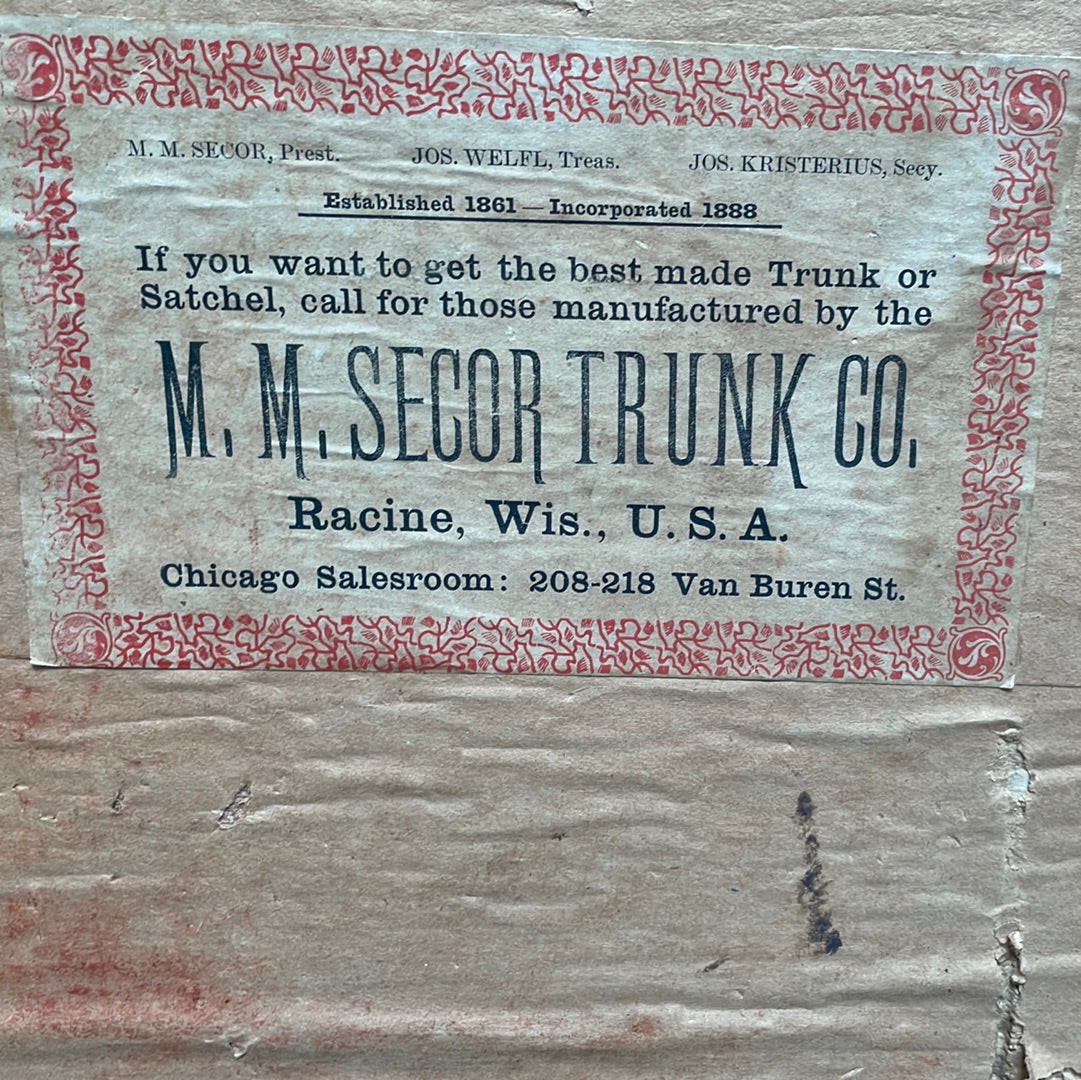 M. M. SECOR, Prest. JOS. WELFL, Treas. JOS. KRISTERIUS, Secy.
Established 1861 — Incorporated 1888
If you want to get the best made Trunk or
Satchel, call for those manufactured by the
M. M. SECOR TRUNK CO.
Racine, Wis., U. S. A.
Chicago Salesroom: 208-218 Van Buren St.